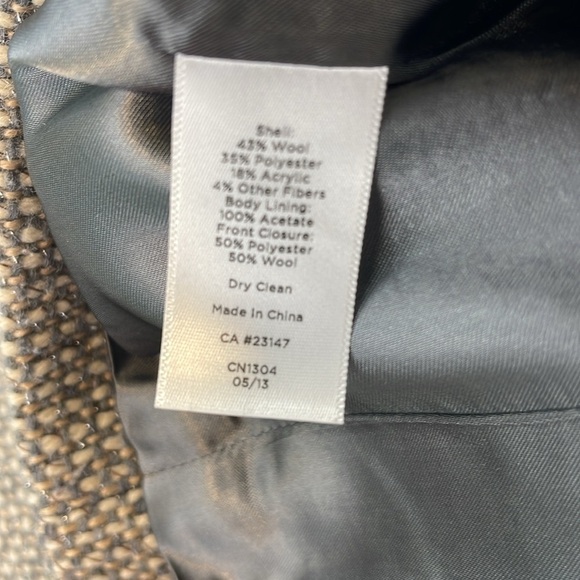 Shell:
43% Wool
35% Polyester
18% Acrylic
4% Other Fibers
Body Lining:
100% Acetate
Front Closure:
50% Polyester
50% Wool
Dry Clean
Made In China
CA #23147
CN1304
05/13